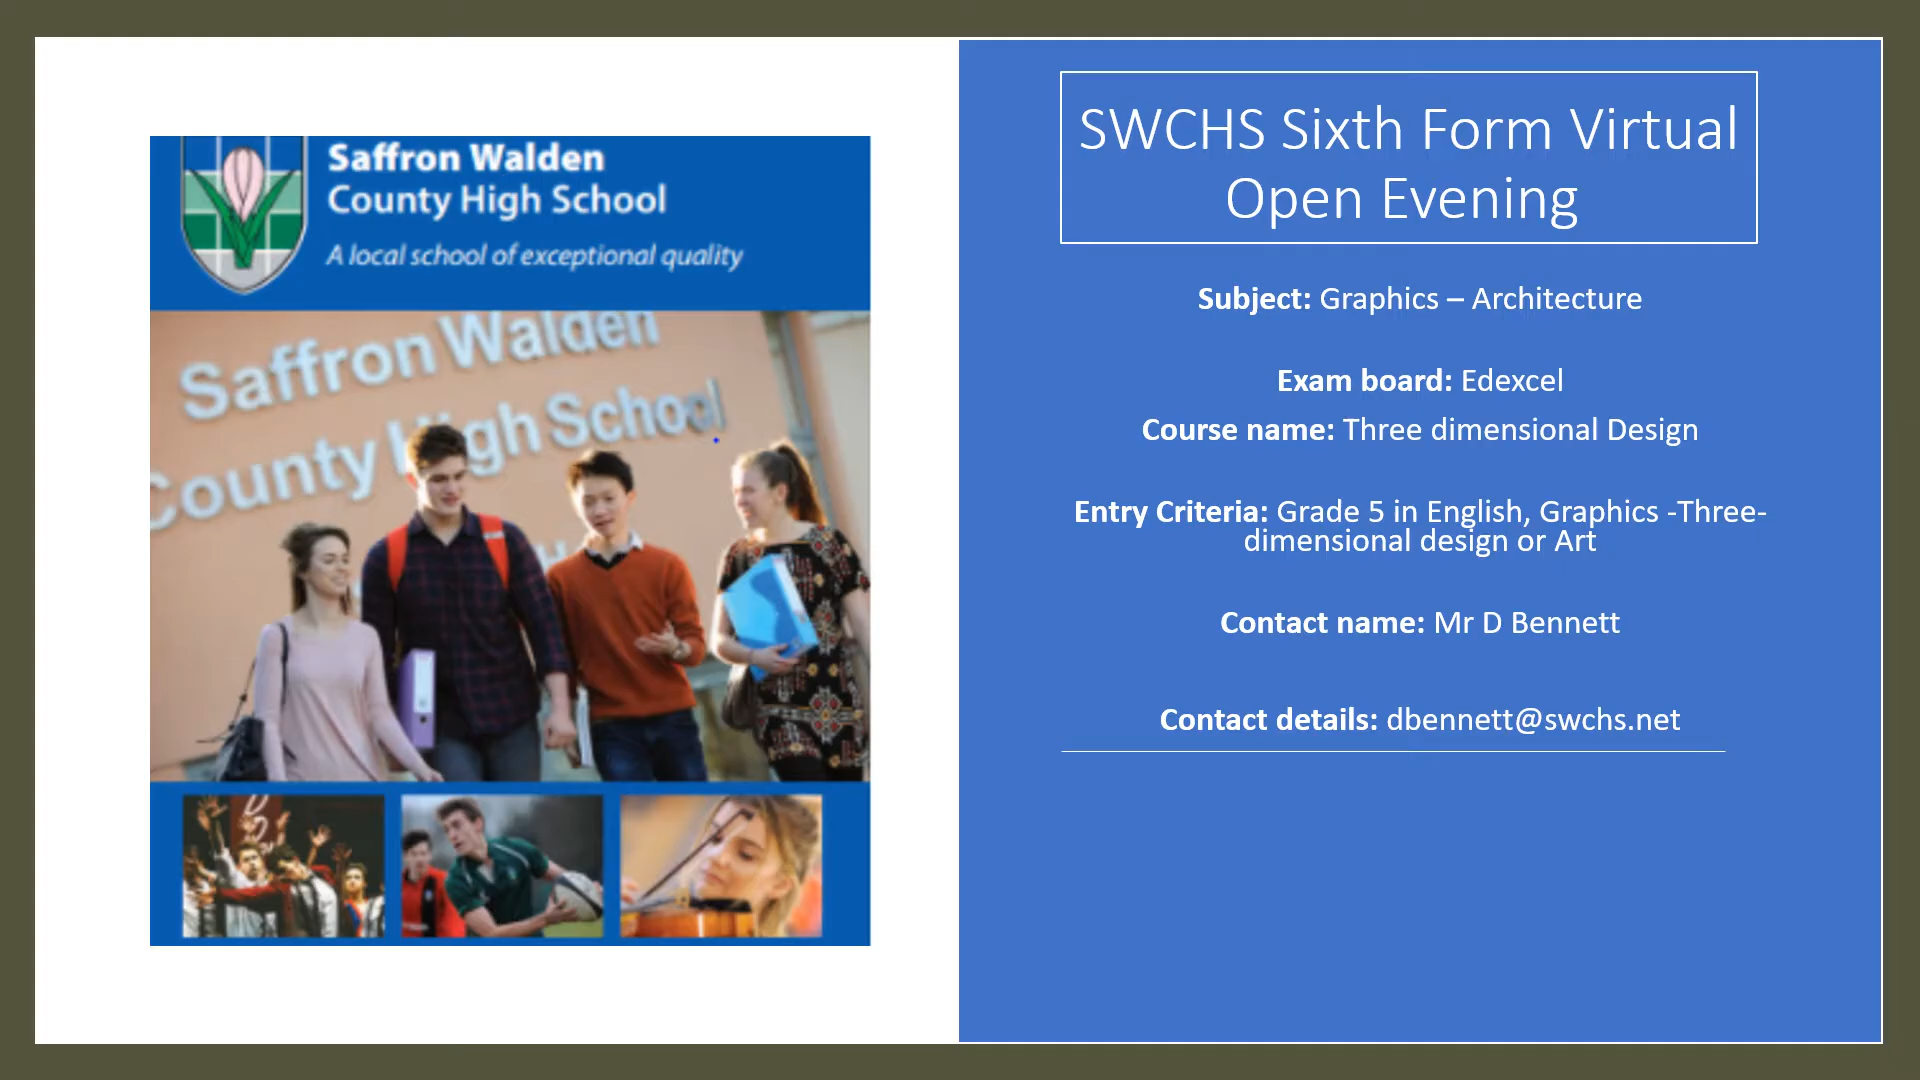 Saffron Walden
County High School
A local school of exceptional quality
Saffron Walden
County High School
SWCHS Sixth Form Virtual
Open Evening
Subject: Graphics – Architecture
Exam board: Edexcel
Course name: Three dimensional Design
Entry Criteria: Grade 5 in English, Graphics -Three-
dimensional design or Art
Contact name: Mr D Bennett
Contact details: dbennett@swchs.net